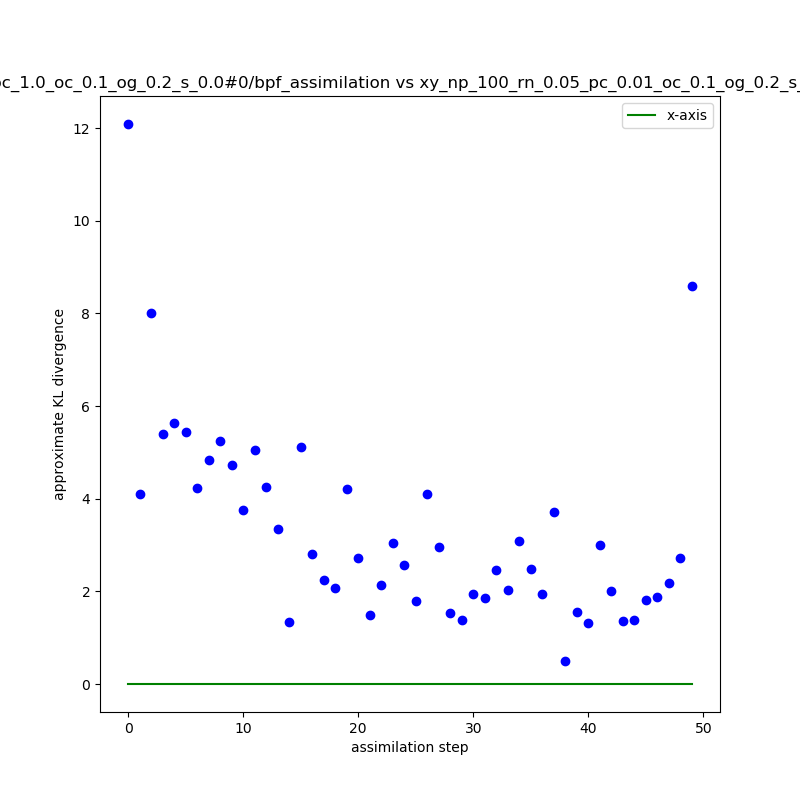 oc_1.0_oc_0.1_og_0.2_s_0.0#0/bpf_assimilation vs xy_np_100_rn_0.05_pc_0.01_oc_0.1_og_0.2_s_
x-axis
12
10
8
6
4
2
0
approximate KL divergence
0 10 20 30 40 50
assimilation step